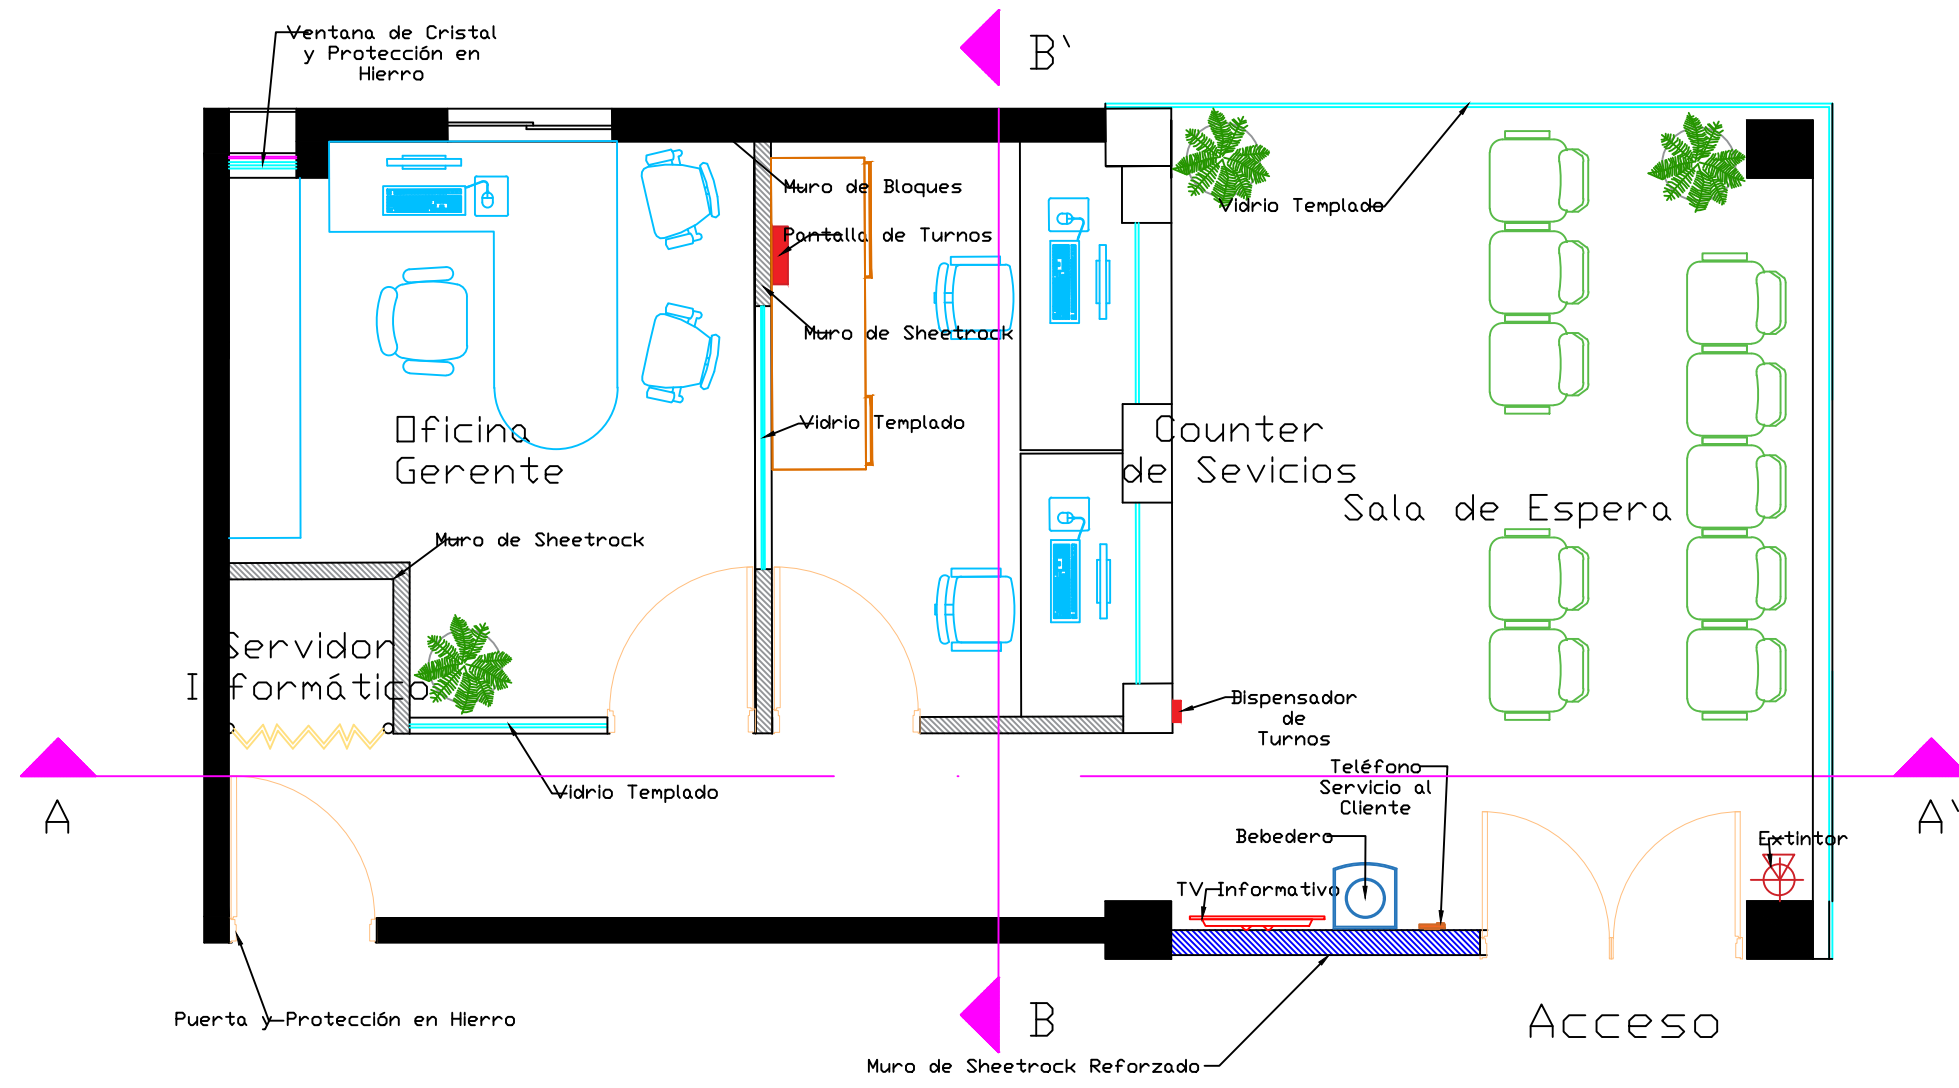 Ventana de Cristal
y Protección en
Hierro
B`
Muro de Bloques
Vidrio Templado
Pantalla de Turnos
Muro de Sheetrock
Vidrio Templado
Oficina
Gerente
Counter
de Sevicios
Sala de Espera
Muro de Sheetrock
Servidor
Informático
Dispensador
de
Turnos
Teléfono
Servicio al
Cliente
Vidrio Templado
A
A`
Bebedero
Extintor
TV Informativo
Puerta y Protección en Hierro
B
Acceso
Muro de Sheetrock Reforzado